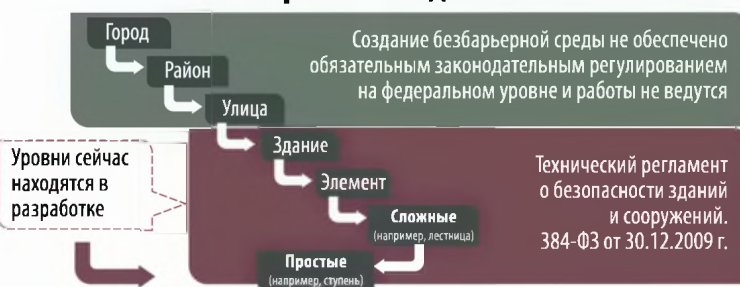 Город
Район
Улица
Создание безбарьерной среды не обеспечено
обязательным законодательным регулированием
на федеральном уровне и работы не ведутся
Уровни сейчас
находятся в
разработке
Здание
Элемент
Сложные
(например, лестница)
Простые
(например, ступень)
Технический регламент
о безопасности зданий
и сооружений.
384-ФЗ от 30.12.2009 г.